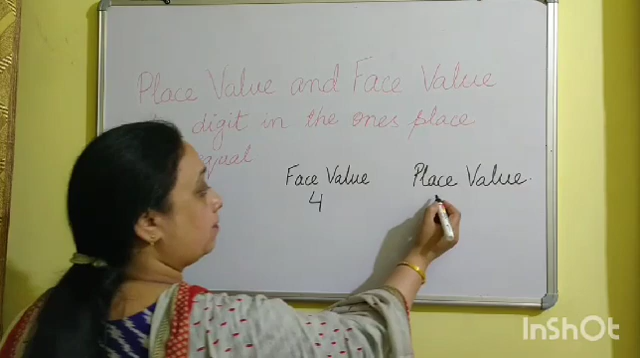 Place Value and Face Value
digit in the ones place
Face Value Place Value.
4
InShOt